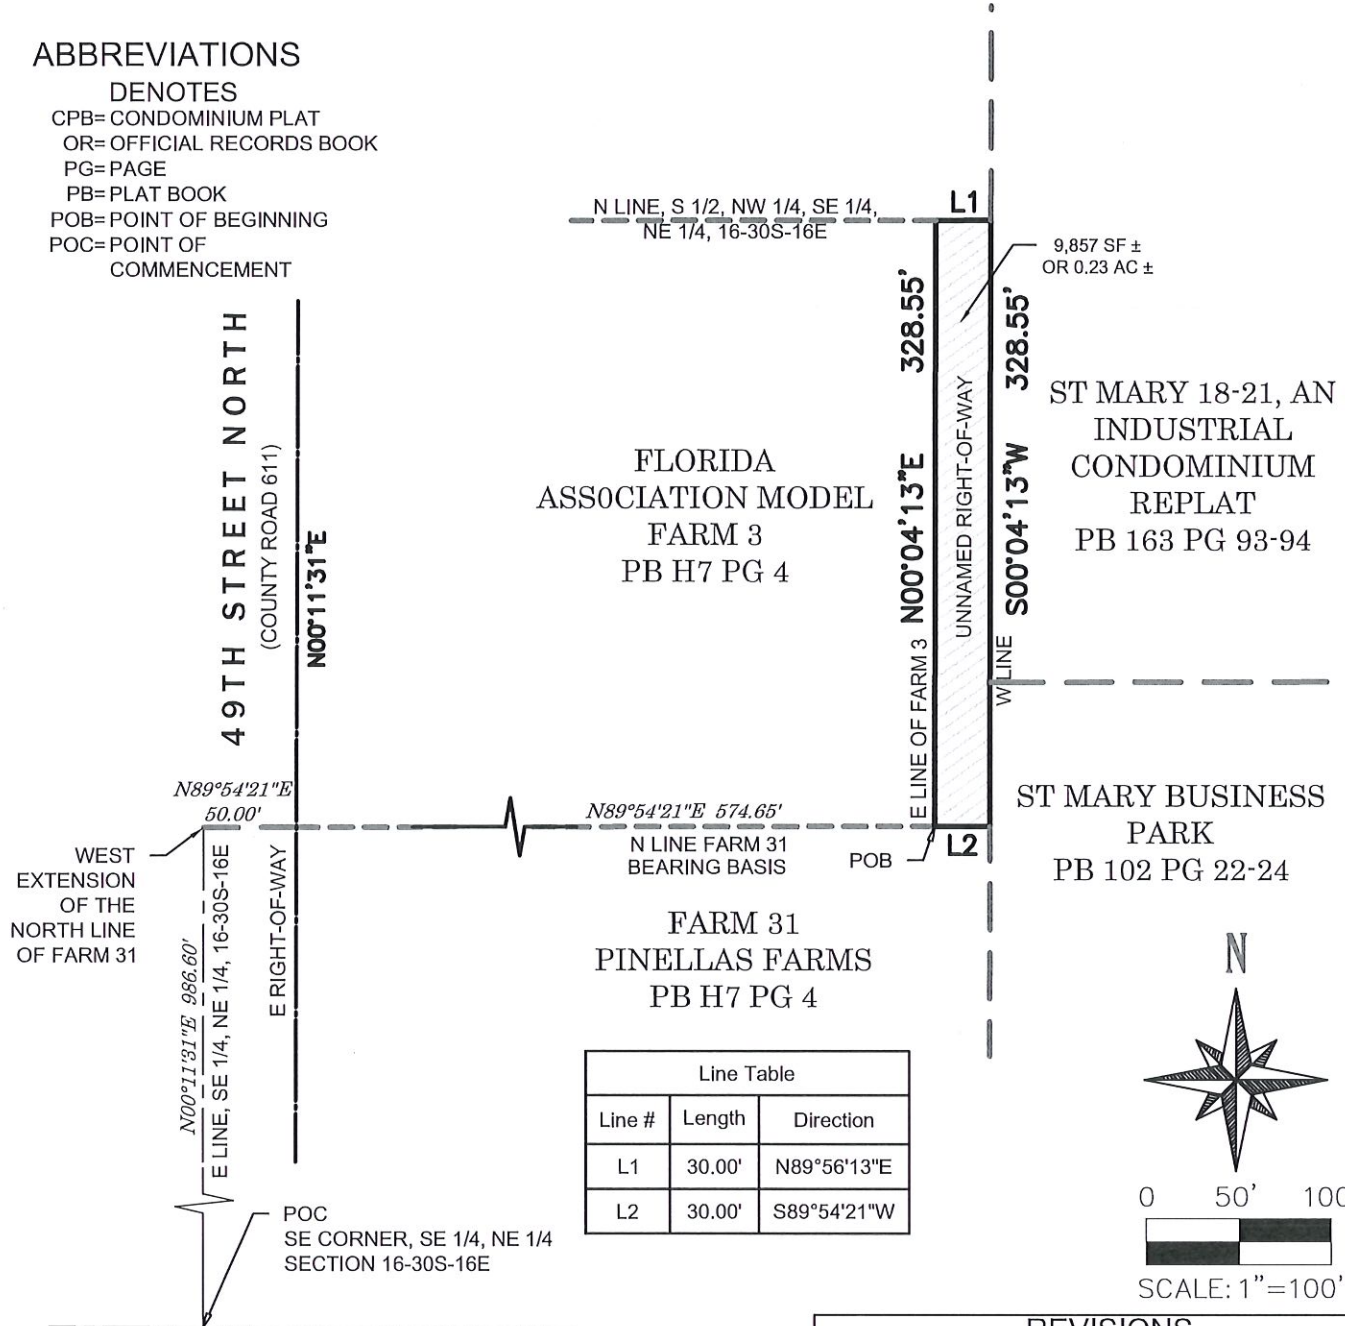 ABBREVIATIONS
DENOTES
CPB= CONDOMINIUM PLAT
OR= OFFICIAL RECORDS BOOK
PG= PAGE
PB= PLAT BOOK
POB= POINT OF BEGINNING
POC= POINT OF
COMMENCEMENT
N LINE, S 1/2, NW 1/4, SE 1/4,
NE 1/4, 16-30S-16E
L1
9,857 SF ±
OR 0.23 AC ±
49TH STREET NORTH
(COUNTY ROAD 611)
N00°11'31"E
FLORIDA
ASS0CIATION MODEL
FARM 3
PB H7 PG 4
N00°04'13"E 328.55'
E LINE OF FARM 3
UNNAMED RIGHT-OF-WAY
S00°04'13"W 328.55'
W LINE
ST MARY 18-21, AN
INDUSTRIAL
CONDOMINIUM
REPLAT
PB 163 PG 93-94
N89°54'21"E
50.00'
N89°54'21"E 574.65'
N LINE FARM 31
BEARING BASIS
POB
L2
ST MARY BUSINESS
PARK
PB 102 PG 22-24
WEST
EXTENSION
OF THE
NORTH LINE
OF FARM 31
N00°11'31"E 986.60'
E LINE, SE 1/4, NE 1/4, 16-30S-16E
E RIGHT-OF-WAY
FARM 31
PINELLAS FARMS
PB H7 PG 4
N
Line Table
Line # Length Direction
L1 30.00' N89°56'13"E
L2 30.00' S89°54'21"W
POC
SE CORNER, SE 1/4, NE 1/4
SECTION 16-30S-16E
0 50' 100
SCALE: 1"=100'
REVISIONS